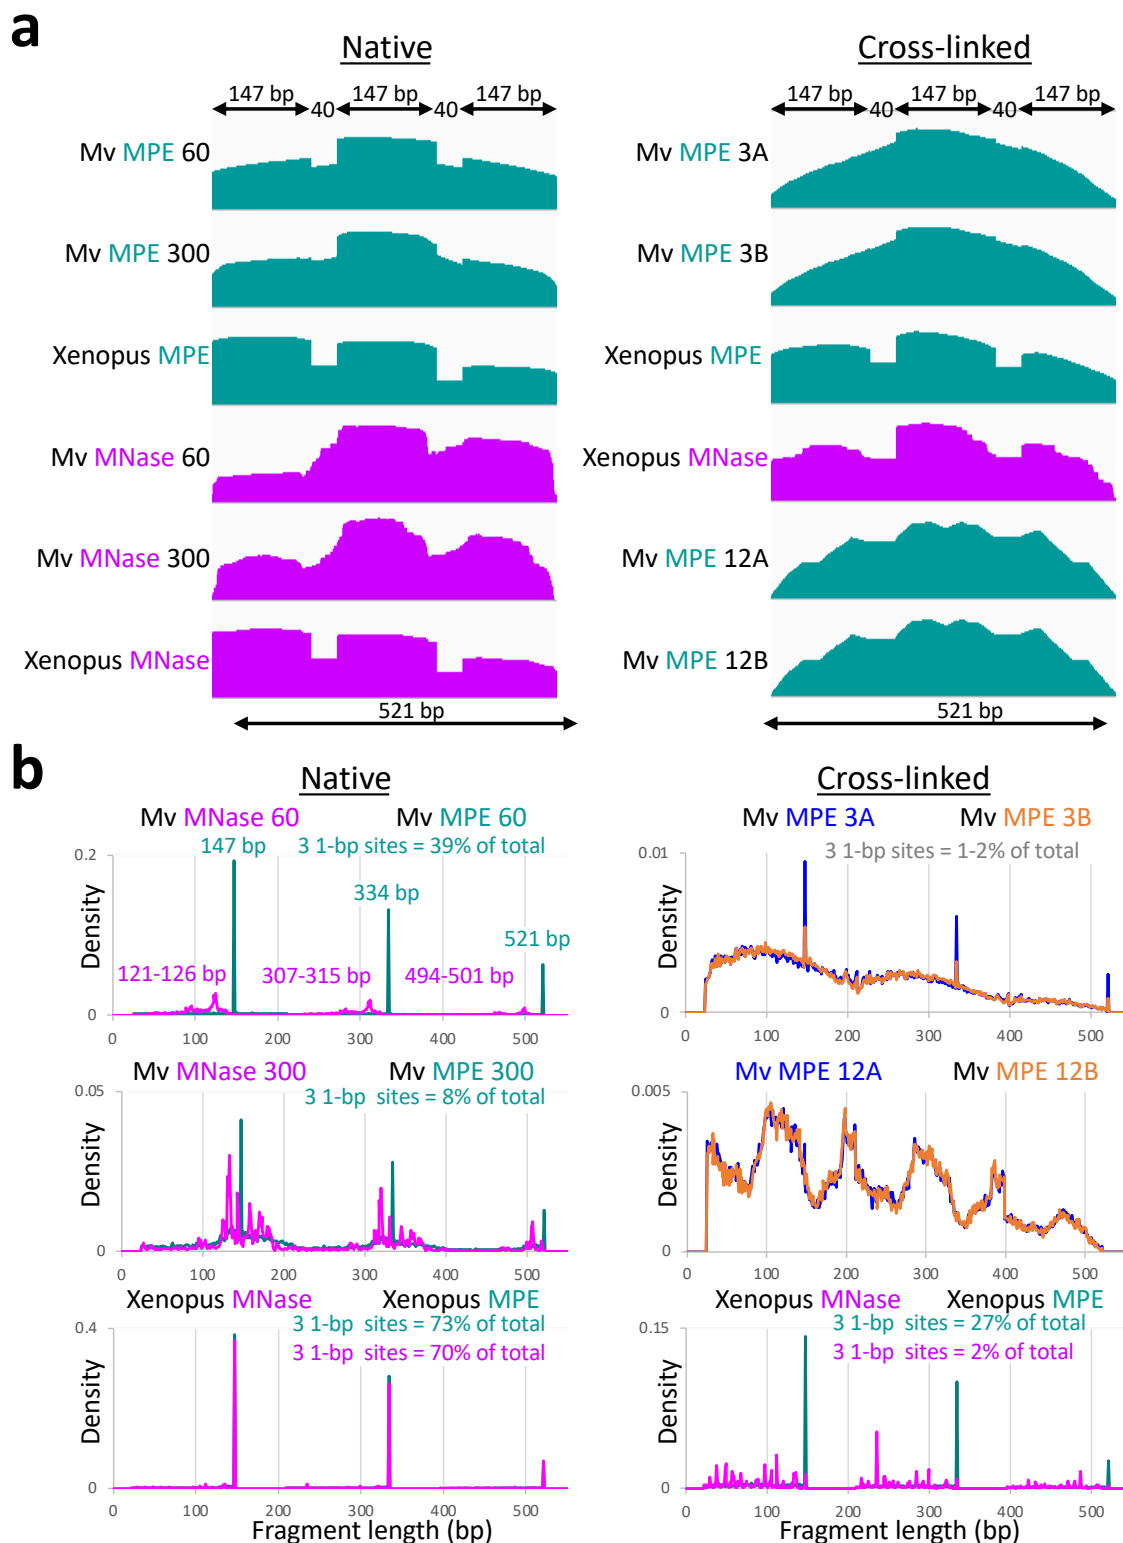 a
Native
Cross-linked
147 bp 40 147 bp 40 147 bp
147 bp 40 147 bp 40 147 bp
Mv MPE 60
Mv MPE 3A
Mv MPE 300
Mv MPE 3B
Xenopus MPE
Xenopus MPE
Mv MNase 60
Xenopus MNase
Mv MNase 300
Mv MPE 12A
Xenopus MNase
Mv MPE 12B
521 bp
521 bp
b
Native
Cross-linked
Mv MNase 60 Mv MPE 60
147 bp 3 1-bp sites = 39% of total
0.2
Density
334 bp
521 bp
121-126 bp 307-315 bp 494-501 bp
0
0 100 200 300 400 500
Mv MPE 3A Mv MPE 3B
3 1-bp sites = 1-2% of total
0.01
Density
0
0 100 200 300 400 500
Mv MNase 300 Mv MPE 300
3 1-bp sites = 8% of total
0.05
Density
0
0 100 200 300 400 500
Mv MPE 12A Mv MPE 12B
0.005
Density
0
0 100 200 300 400 500
Xenopus MNase Xenopus MPE
3 1-bp sites = 73% of total
3 1-bp sites = 70% of total
0.4
Density
0
0 100 200 300 400 500
Fragment length (bp)
Xenopus MNase Xenopus MPE
3 1-bp sites = 27% of total
3 1-bp sites = 2% of total
0.15
Density
0
0 100 200 300 400 500
Fragment length (bp)